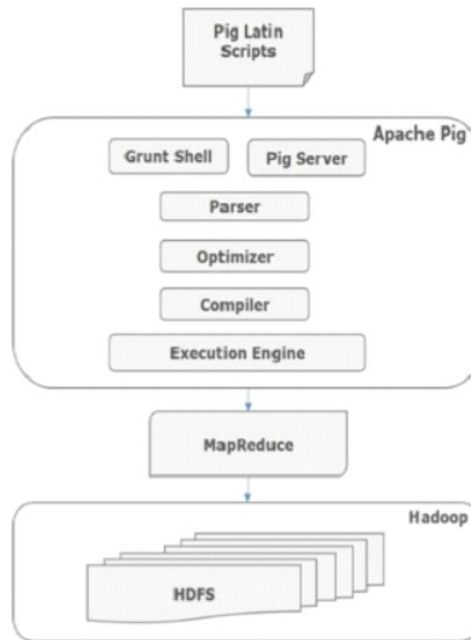 Pig Latin
Scripts
Apache Pig
Grunt Shell
Pig Server
Parser
Optimizer
Compiler
Execution Engine
MapReduce
Hadoop
HDFS